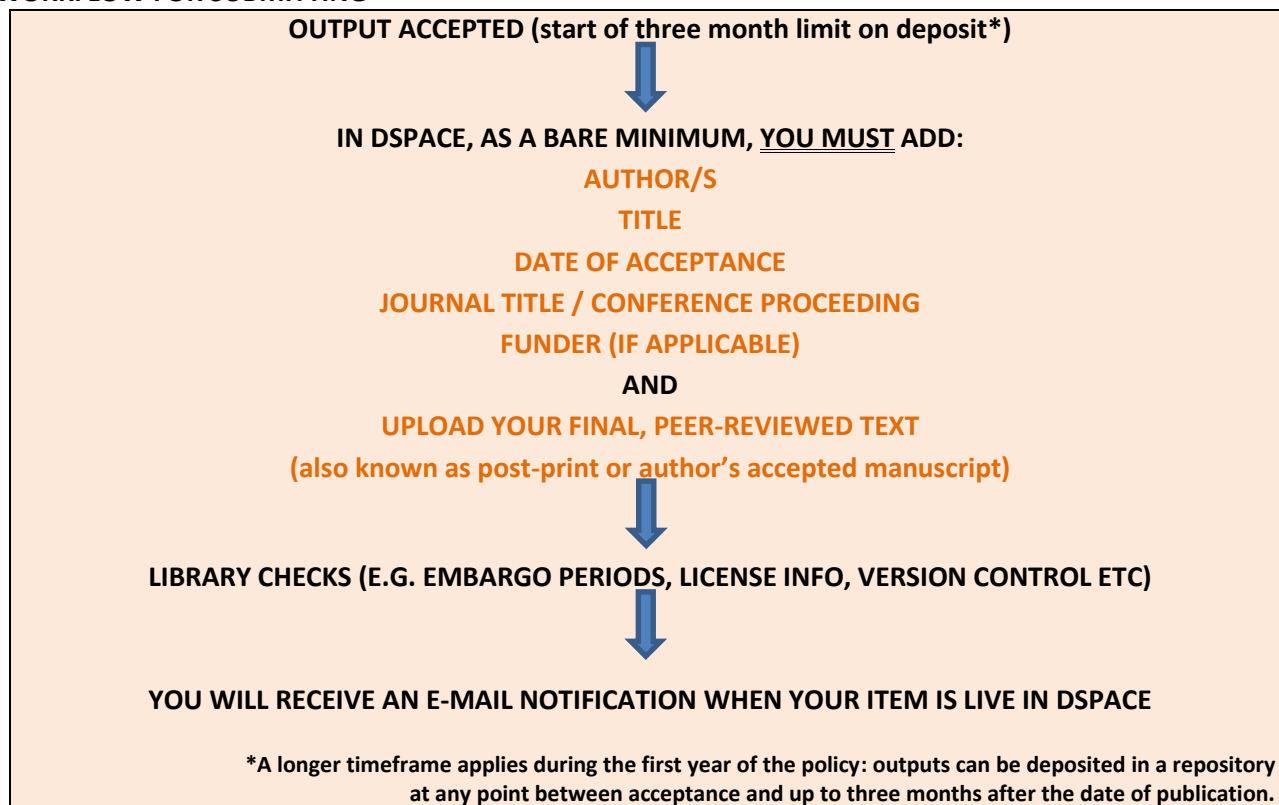 OUTPUT ACCEPTED (start of three month limit on deposit*)
IN DSPACE, AS A BARE MINIMUM, YOU MUST ADD:
AUTHOR/S
TITLE
DATE OF ACCEPTANCE
JOURNAL TITLE / CONFERENCE PROCEEDING
FUNDER (IF APPLICABLE)
AND
UPLOAD YOUR FINAL, PEER-REVIEWED TEXT
(also known as post-print or author's accepted manuscript)
LIBRARY CHECKS (E.G. EMBARGO PERIODS, LICENSE INFO, VERSION CONTROL ETC)
YOU WILL RECEIVE AN E-MAIL NOTIFICATION WHEN YOUR ITEM IS LIVE IN DSPACE
*A longer timeframe applies during the first year of the policy: outputs can be deposited in a repository
at any point between acceptance and up to three months after the date of publication.